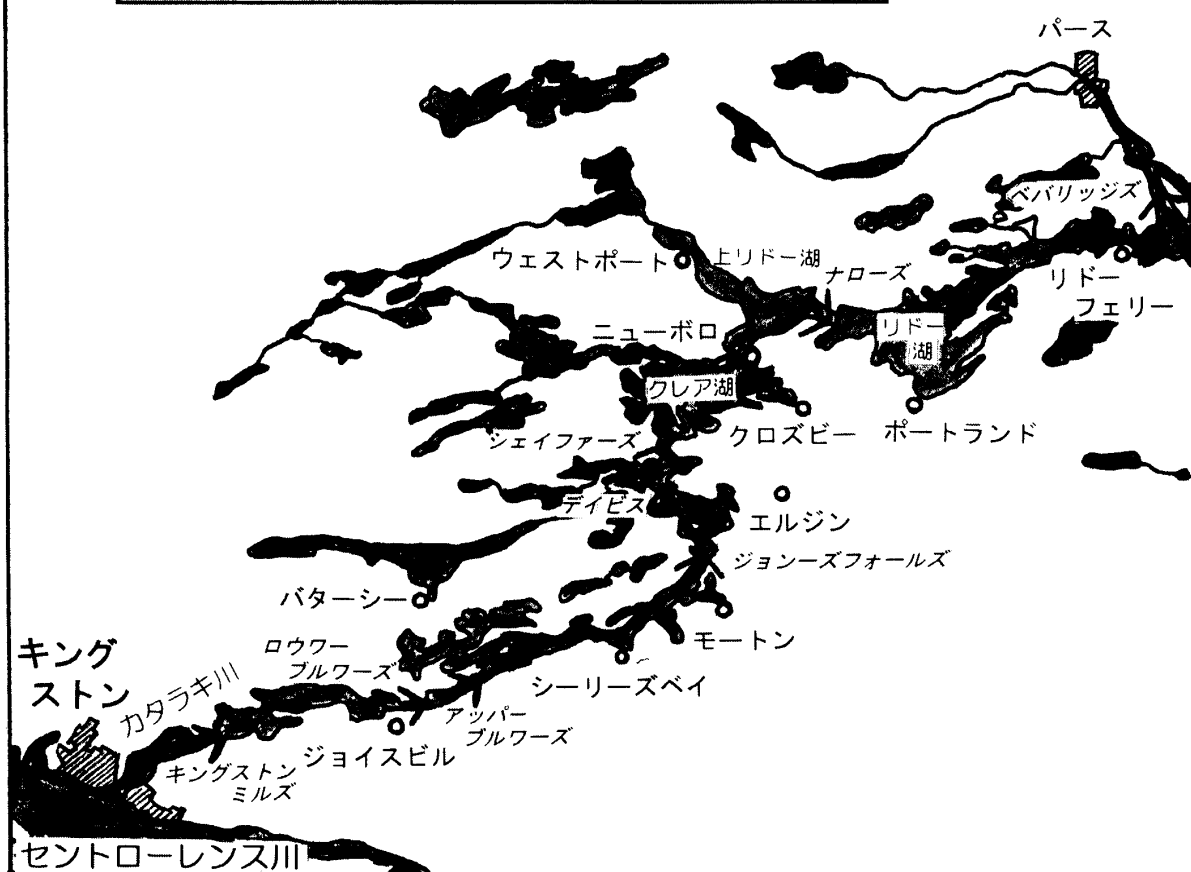 パース
ベバリッジズ
ウェストポート
上リドー湖
ナローズ
リドー
フェリー
ニューボロ
リドー
湖
クレア湖
シェイファーズ
クロズビー
ポートランド
デイビス
エルジン
ジョンーズフォールズ
バターシー
モートン
ロウワー
ブルワーズ
キング
ストン
カタラキ川
シーリーズベイ
アッパー
ブルワーズ
ジョイスビル
キングストン
ミルズ
セントローレンス川